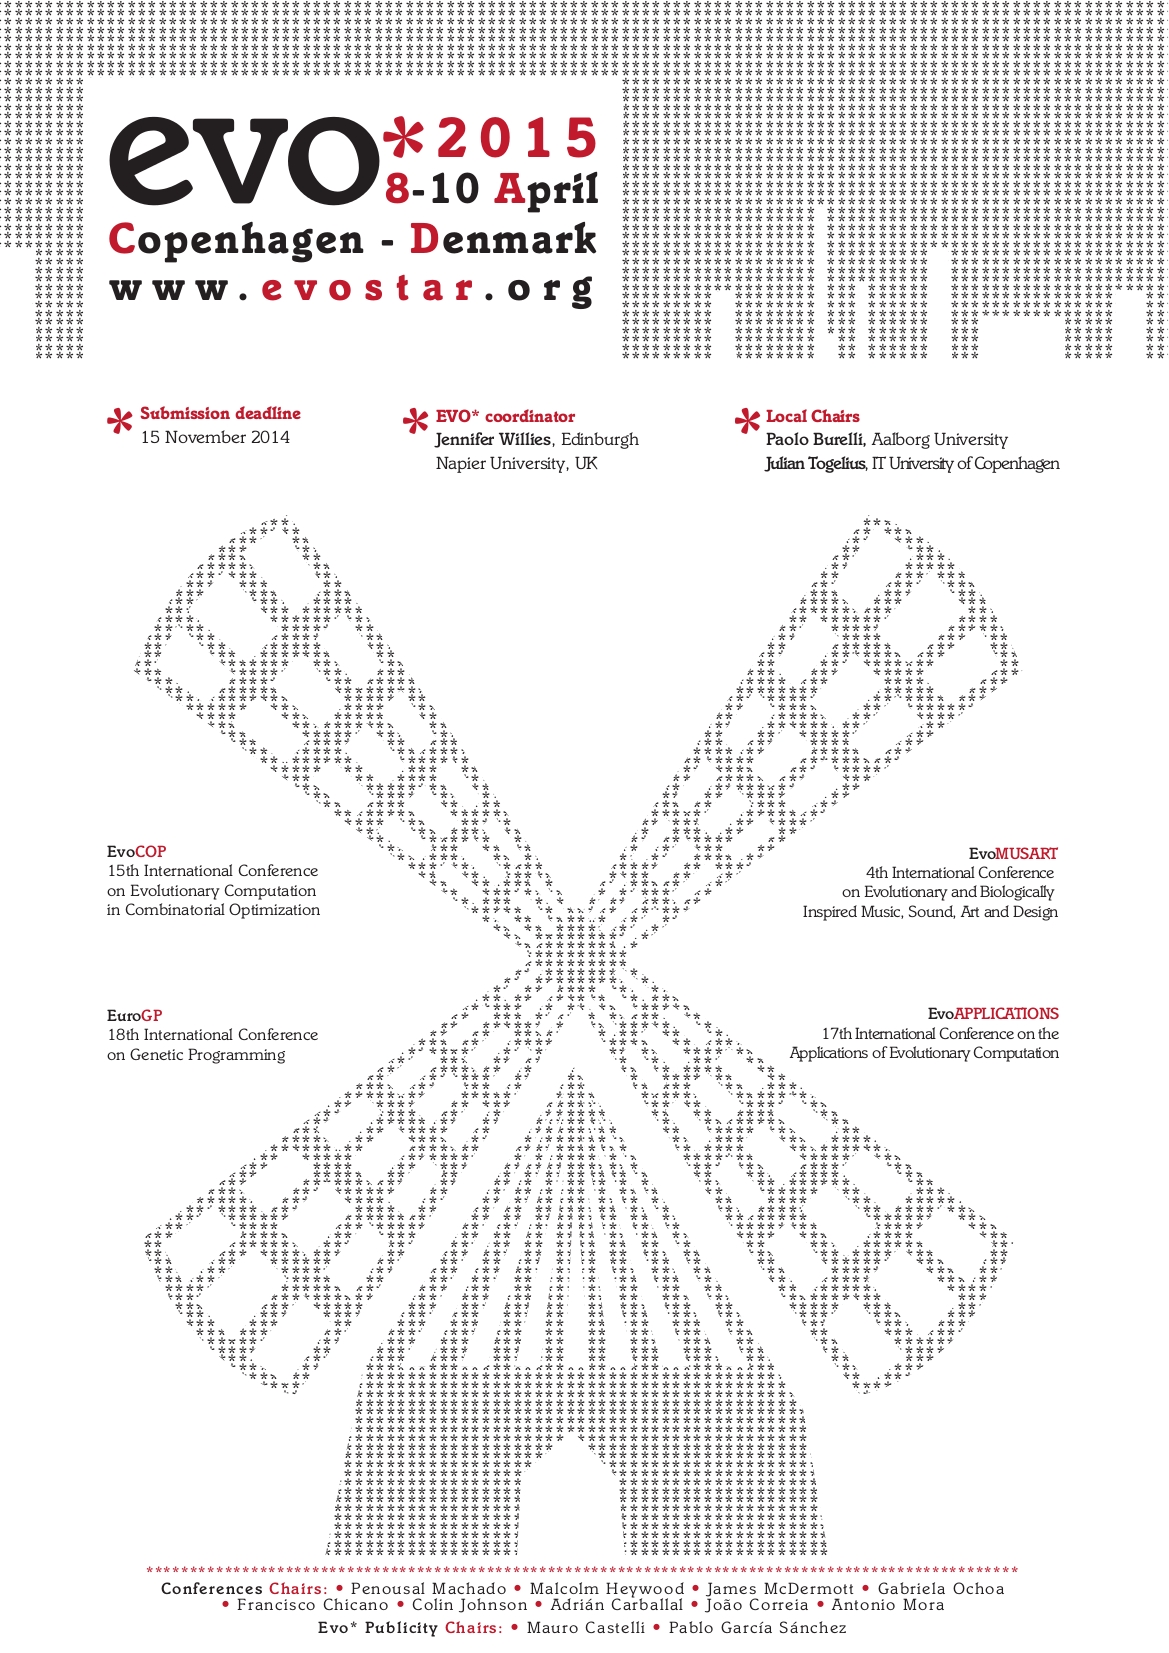 evo*2015
8-10 April
Copenhagen - Denmark
www.evostar.org
Submission deadline
15 November 2014
EVO* coordinator
Jennifer Willies, Edinburgh
Napier University, UK
Local Chairs
Paolo Burelli, Aalborg University
Julian Togelius, IT University of Copenhagen
EvoCOP
15th International Conference
on Evolutionary Computation
in Combinatorial Optimization
EvoMUSART
4th International Conference
on Evolutionary and Biologically
Inspired Music, Sound, Art and Design
EuroGP
18th International Conference
on Genetic Programming
EvoAPPLICATIONS
17th International Conference on the
Applications of Evolutionary Computation
Conferences Chairs: • Penousal Machado • Malcolm Heywood • James McDermott • Gabriela Ochoa
• Francisco Chicano • Colin Johnson • Adrián Carballal • João Correia • Antonio Mora
Evo* Publicity Chairs: • Mauro Castelli • Pablo García Sánchez